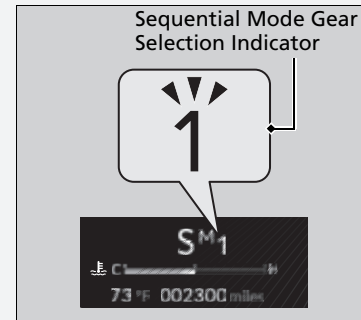 Sequential Mode Gear
Selection Indicator
1
SM1
C H
73 °F 002300 miles